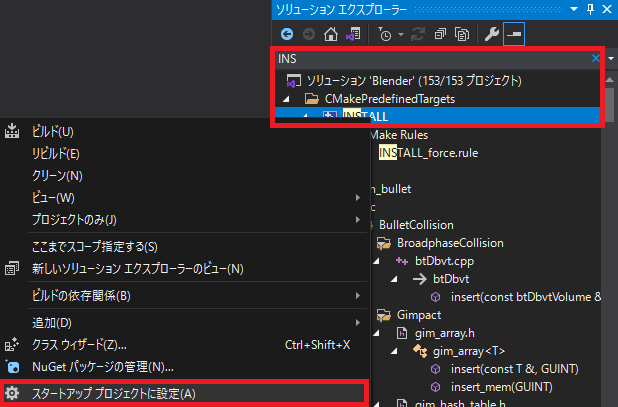 ソリューション エクスプローラー
INS
ソリューション 'Blender' (153/153 プロジェクト)
CMakePredefinedTargets
INSTALL
Make Rules
INSTALL_force.rule
n_bullet
c
BulletCollision
BroadphaseCollision
btDbvt.cpp
btDbvt
insert(const btDbvtVolume &
Gimpact
gim_array.h
gim_array<T>
insert(const T &, GUINT)
insert_mem(GUINT)
gim_hash_table.h
ビルド(U)
リビルド(E)
クリーン(N)
ビュー(W)
プロジェクトのみ(J)
ここまでスコープ指定する(S)
新しいソリューション エクスプローラーのビュー(N)
ビルドの依存関係(B)
追加(D)
クラス ウィザード(Z)... Ctrl+Shift+X
NuGet パッケージの管理(N)...
スタートアップ プロジェクトに設定(A)